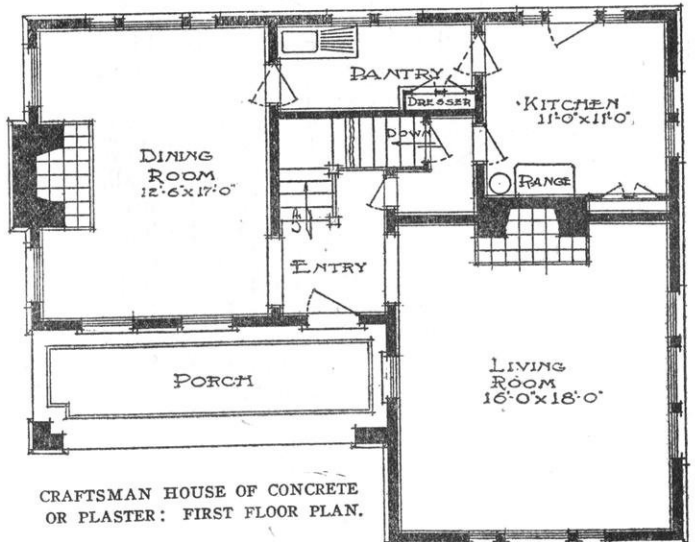 PANTRY
DRESSER
KITCHEN
11'-0"x11'-0"
DOWN
DINING
ROOM
12'-6"x17'-0"
RANGE
UP
ENTRY
PORCH
LIVING
ROOM
16'-0"x18'-0"
CRAFTSMAN HOUSE OF CONCRETE
OR PLASTER: FIRST FLOOR PLAN.